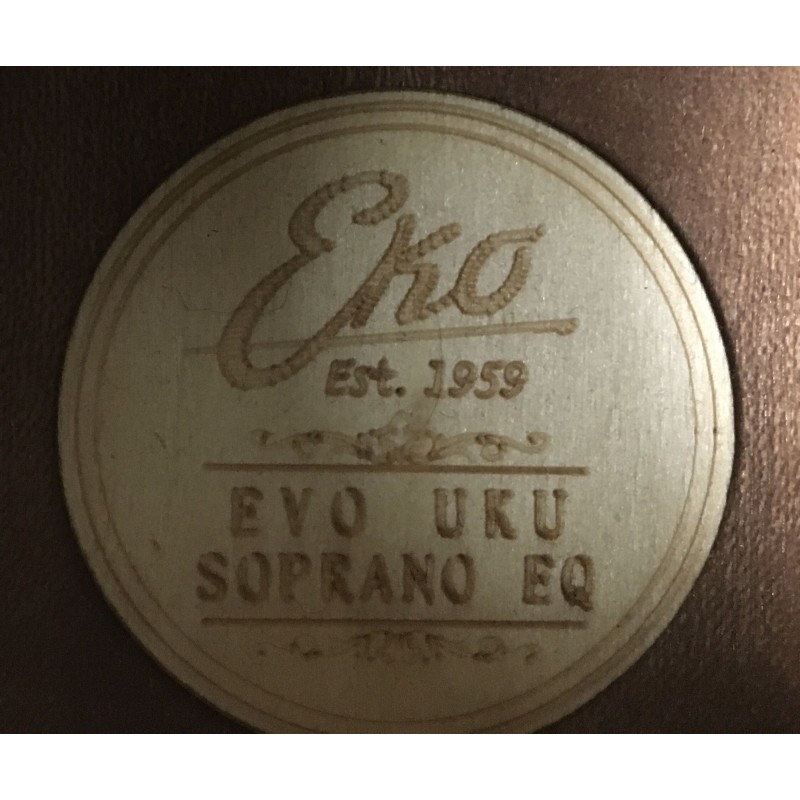 Eko
Est. 1959
EVO UKU
SOPRANO EQ